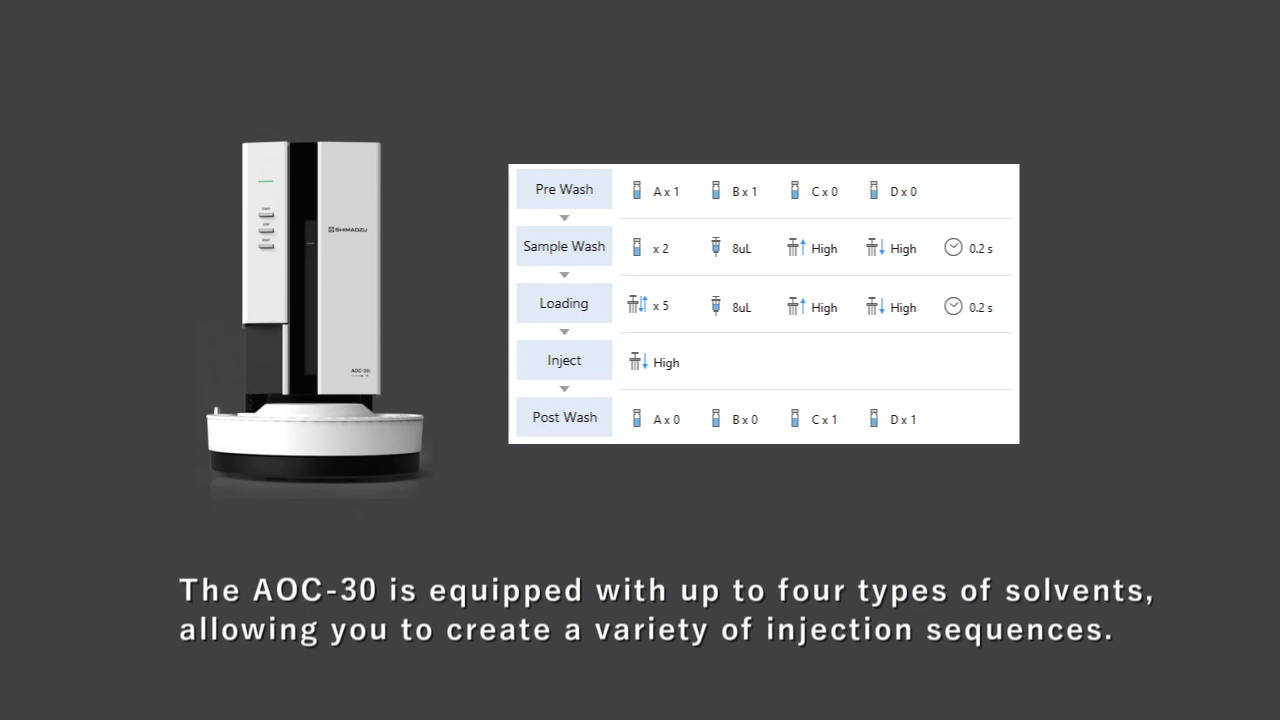 SHIMADZU
AOC-30i
Pre Wash A x 1 B x 1 C x 0 D x 0
Sample Wash x 2 8uL High High 0.2 s
Loading x 5 8uL High High 0.2 s
Inject High
Post Wash A x 0 B x 0 C x 1 D x 1
The AOC-30 is equipped with up to four types of solvents,
allowing you to create a variety of injection sequences.